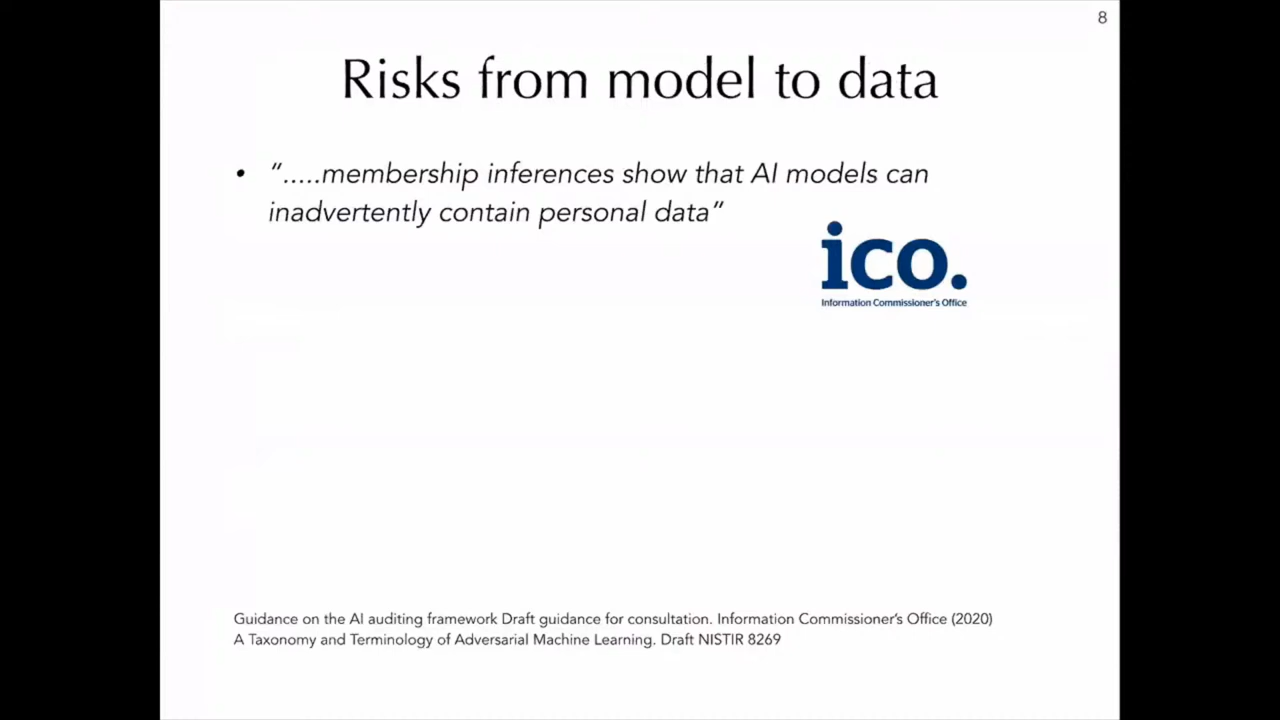 8
Risks from model to data
• “.....membership inferences show that AI models can
inadvertently contain personal data”
ico.
Information Commissioner's Office
Guidance on the AI auditing framework Draft guidance for consultation. Information Commissioner's Office (2020)
A Taxonomy and Terminology of Adversarial Machine Learning. Draft NISTIR 8269